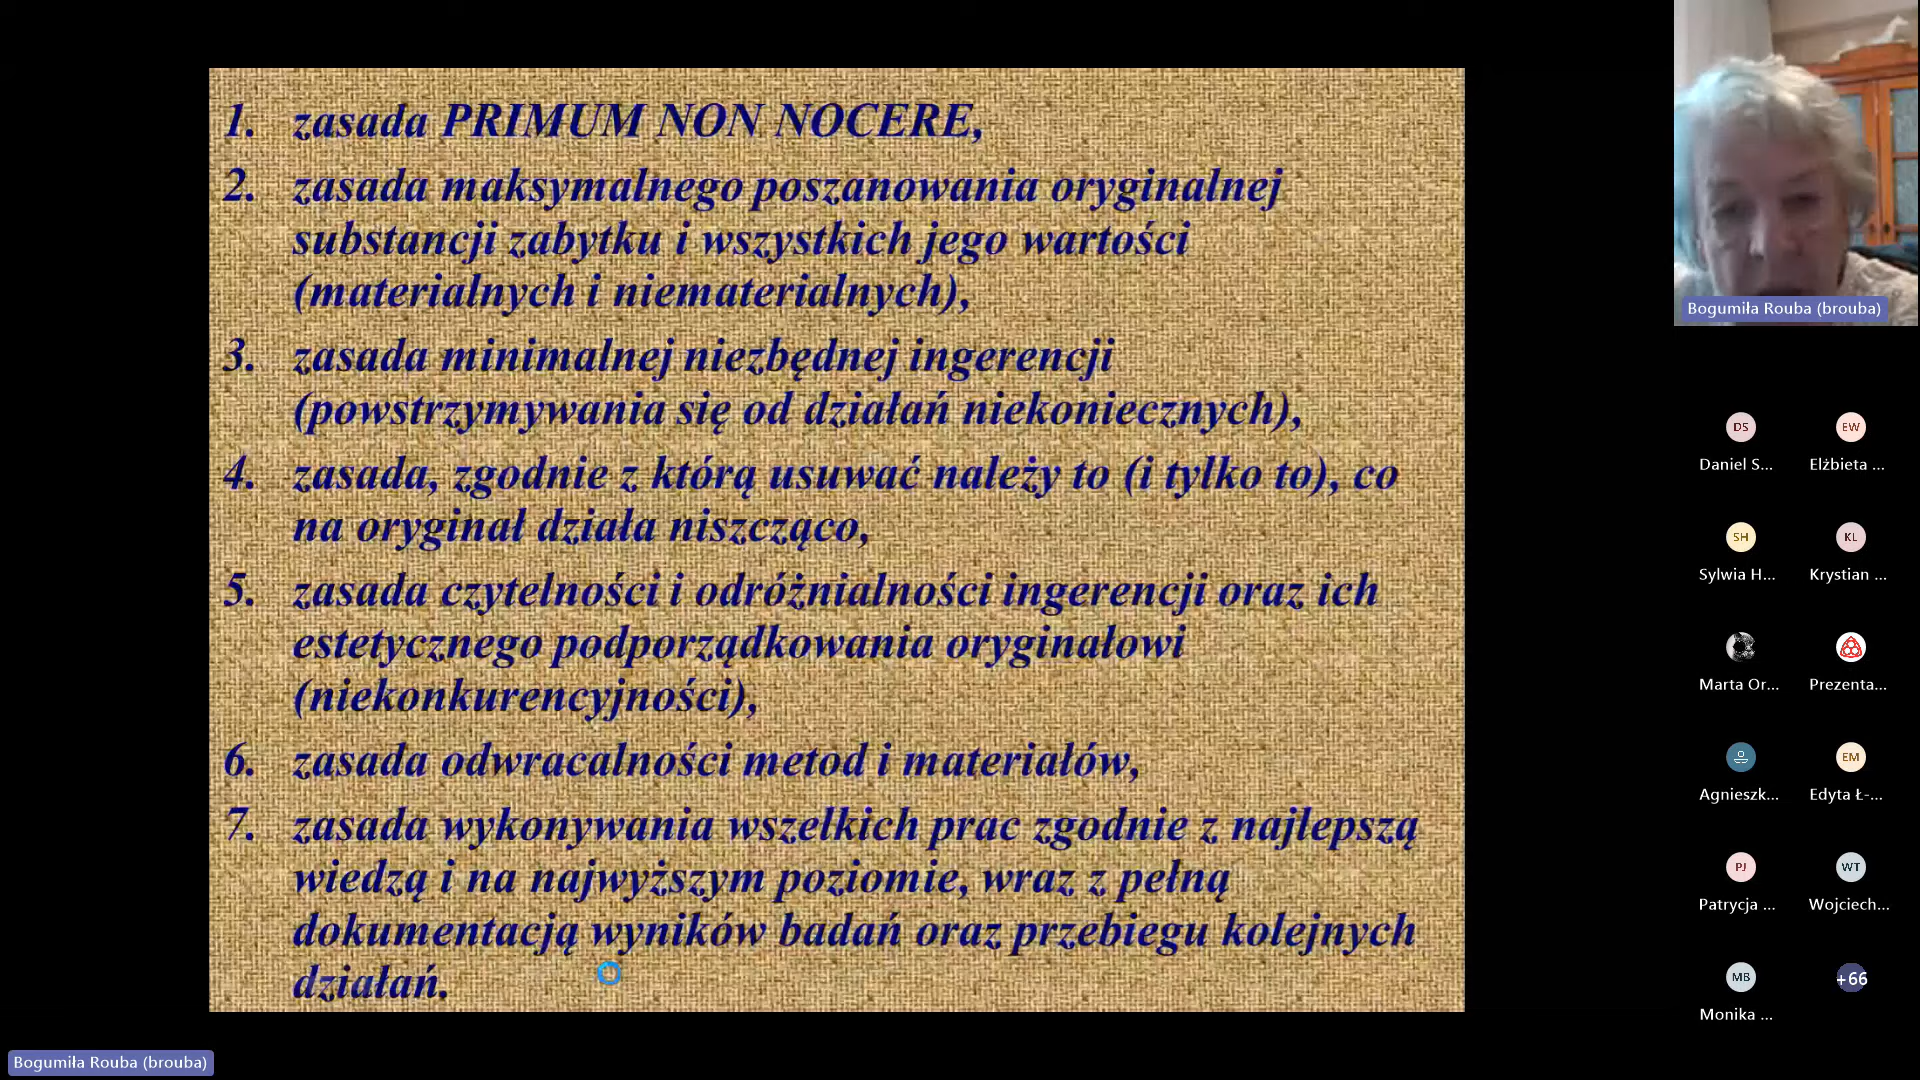 1. zasada PRIMUM NON NOCERE,
2. zasada maksymalnego poszanowania oryginalnej
substancji zabytku i wszystkich jego wartości
(materialnych i niematerialnych),
3. zasada minimalnej niezbędnej ingerencji
(powstrzymywania się od działań niekoniecznych),
4. zasada, zgodnie z którą usuwać należy to (i tylko to), co
na oryginał działa niszcząco,
5. zasada czytelności i odróżnialności ingerencji oraz ich
estetycznego podporządkowania oryginałowi
(niekonkurencyjności),
6. zasada odwracalności metod i materiałów,
7. zasada wykonywania wszelkich prac zgodnie z najlepszą
wiedzą i na najwyższym poziomie, wraz z pełną
dokumentacją wyników badań oraz przebiegu kolejnych
działań.
Bogumiła Rouba (brouba)
DS EW
Daniel S... Elżbieta ...
SH KL
Sylwia H... Krystian ...
Marta Or... Prezenta...
EM
Agnieszk... Edyta Ł-...
PJ WT
Patrycja ... Wojciech...
MB +66
Monika ...
Bogumiła Rouba (brouba)